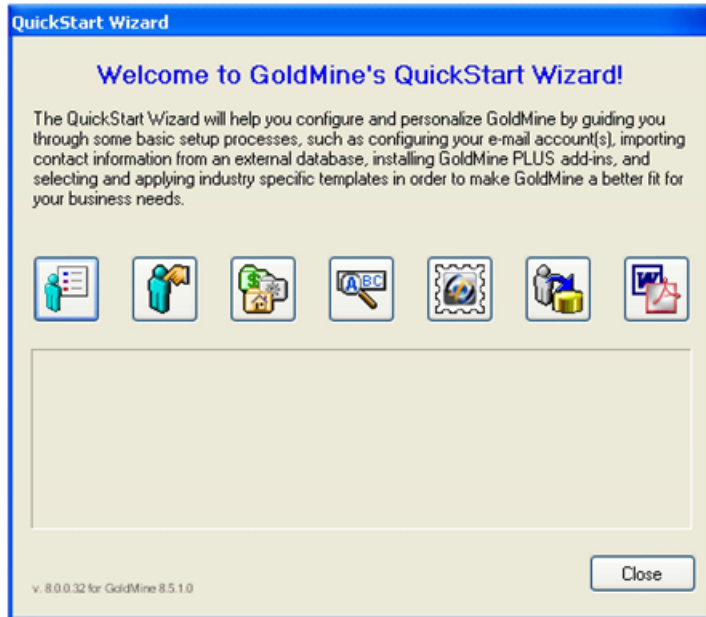 QuickStart Wizard
Welcome to GoldMine's QuickStart Wizard!
The QuickStart Wizard will help you configure and personalize GoldMine by guiding you
through some basic setup processes, such as configuring your e-mail account(s), importing
contact information from an external database, installing GoldMine PLUS add-ins, and
selecting and applying industry specific templates in order to make GoldMine a better fit for
your business needs.
ABC
W
v. 8.0.0.32 for GoldMine 8.5.1.0
Close